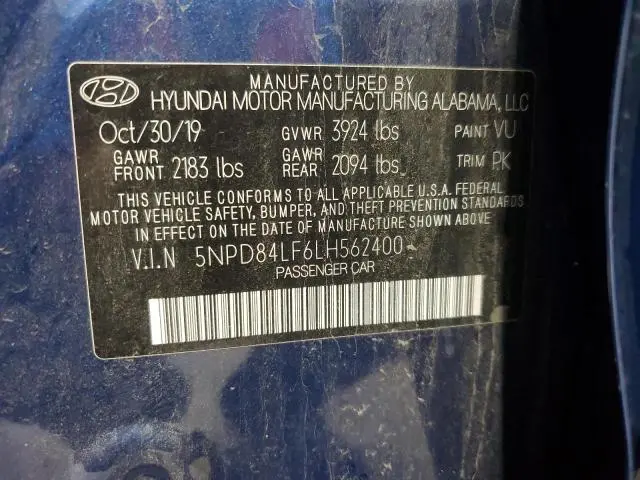 MANUFACTURED BY
HYUNDAI MOTOR MANUFACTURING ALABAMA, LLC
Oct/30/19 GVWR 3924 lbs PAINT VU
GAWR FRONT 2183 lbs GAWR REAR 2094 lbs TRIM PK
THIS VEHICLE CONFORMS TO ALL APPLICABLE U.S.A. FEDERAL
MOTOR VEHICLE SAFETY, BUMPER, AND THEFT PREVENTION STANDARDS
IN EFFECT ON THE DATE OF MANUFACTURE SHOWN ABOVE.
V.I.N 5NPD84LF6LH562400
PASSENGER CAR